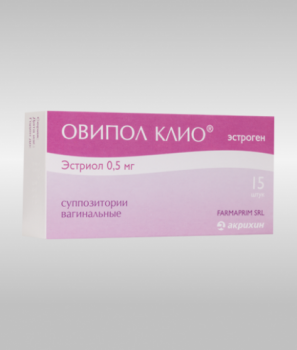 ОВИПОЛ КЛИО®
эстроген
Эстриол 0,5 мг
15
суппозитории
вагинальные
FARMAPRIM SRL
акрихин